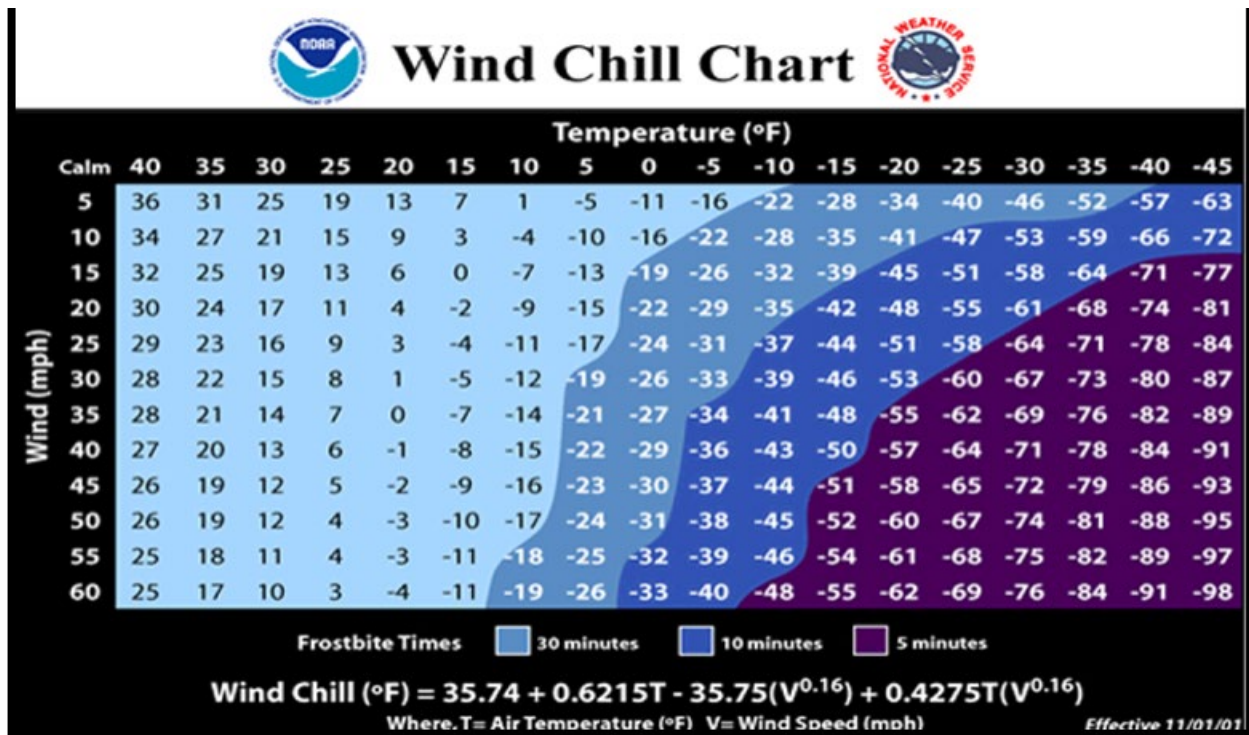 NOAA
Wind Chill Chart
NATIONAL WEATHER SERVICE
Temperature (ºF)
Calm 40 35 30 25 20 15 10 5 0 -5 -10 -15 -20 -25 -30 -35 -40 -45
Wind (mph)
5 36 31 25 19 13 7 1 -5 -11 -16 -22 -28 -34 -40 -46 -52 -57 -63
10 34 27 21 15 9 3 -4 -10 -16 -22 -28 -35 -41 -47 -53 -59 -66 -72
15 32 25 19 13 6 0 -7 -13 -19 -26 -32 -39 -45 -51 -58 -64 -71 -77
20 30 24 17 11 4 -2 -9 -15 -22 -29 -35 -42 -48 -55 -61 -68 -74 -81
25 29 23 16 9 3 -4 -11 -17 -24 -31 -37 -44 -51 -58 -64 -71 -78 -84
30 28 22 15 8 1 -5 -12 -19 -26 -33 -39 -46 -53 -60 -67 -73 -80 -87
35 28 21 14 7 0 -7 -14 -21 -27 -34 -41 -48 -55 -62 -69 -76 -82 -89
40 27 20 13 6 -1 -8 -15 -22 -29 -36 -43 -50 -57 -64 -71 -78 -84 -91
45 26 19 12 5 -2 -9 -16 -23 -30 -37 -44 -51 -58 -65 -72 -79 -86 -93
50 26 19 12 4 -3 -10 -17 -24 -31 -38 -45 -52 -60 -67 -74 -81 -88 -95
55 25 18 11 4 -3 -11 -18 -25 -32 -39 -46 -54 -61 -68 -75 -82 -89 -97
60 25 17 10 3 -4 -11 -19 -26 -33 -40 -48 -55 -62 -69 -76 -84 -91 -98
Frostbite Times 30 minutes 10 minutes 5 minutes
Wind Chill (ºF) = 35.74 + 0.6215T - 35.75(V^0.16) + 0.4275T(V^0.16)
Where, T= Air Temperature (ºF) V= Wind Speed (mph) Effective 11/01/01